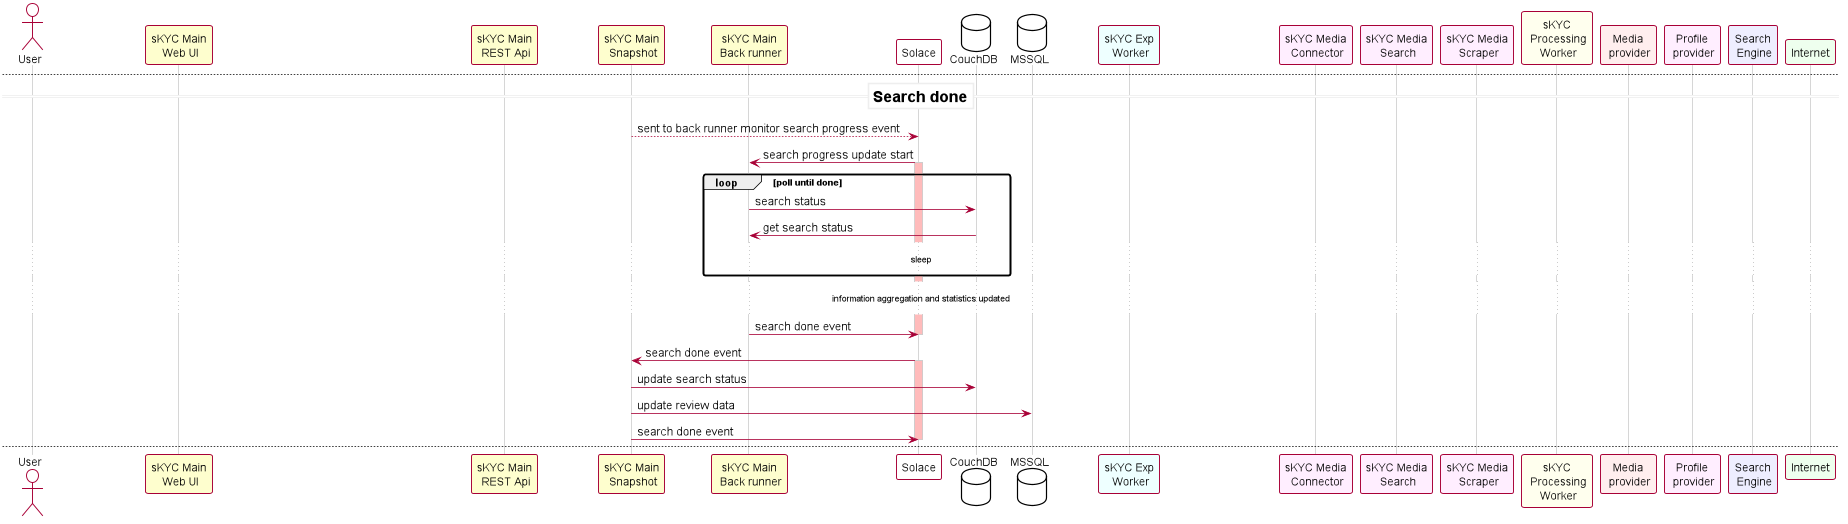 User
sKYC Main
Web UI
sKYC Main
REST Api
sKYC Main
Snapshot
sKYC Main
Back runner
Solace
CouchDB
MSSQL
sKYC Exp
Worker
sKYC Media
Connector
sKYC Media
Search
sKYC Media
Scraper
sKYC
Processing
Worker
Media
provider
Profile
provider
Search
Engine
Internet
Search done
sent to back runner monitor search progress event
search progress update start
loop [poll until done]
search status
get search status
sleep
information aggregation and statistics updated
search done event
search done event
update search status
update review data
search done event
User
sKYC Main
Web UI
sKYC Main
REST Api
sKYC Main
Snapshot
sKYC Main
Back runner
Solace
CouchDB
MSSQL
sKYC Exp
Worker
sKYC Media
Connector
sKYC Media
Search
sKYC Media
Scraper
sKYC
Processing
Worker
Media
provider
Profile
provider
Search
Engine
Internet